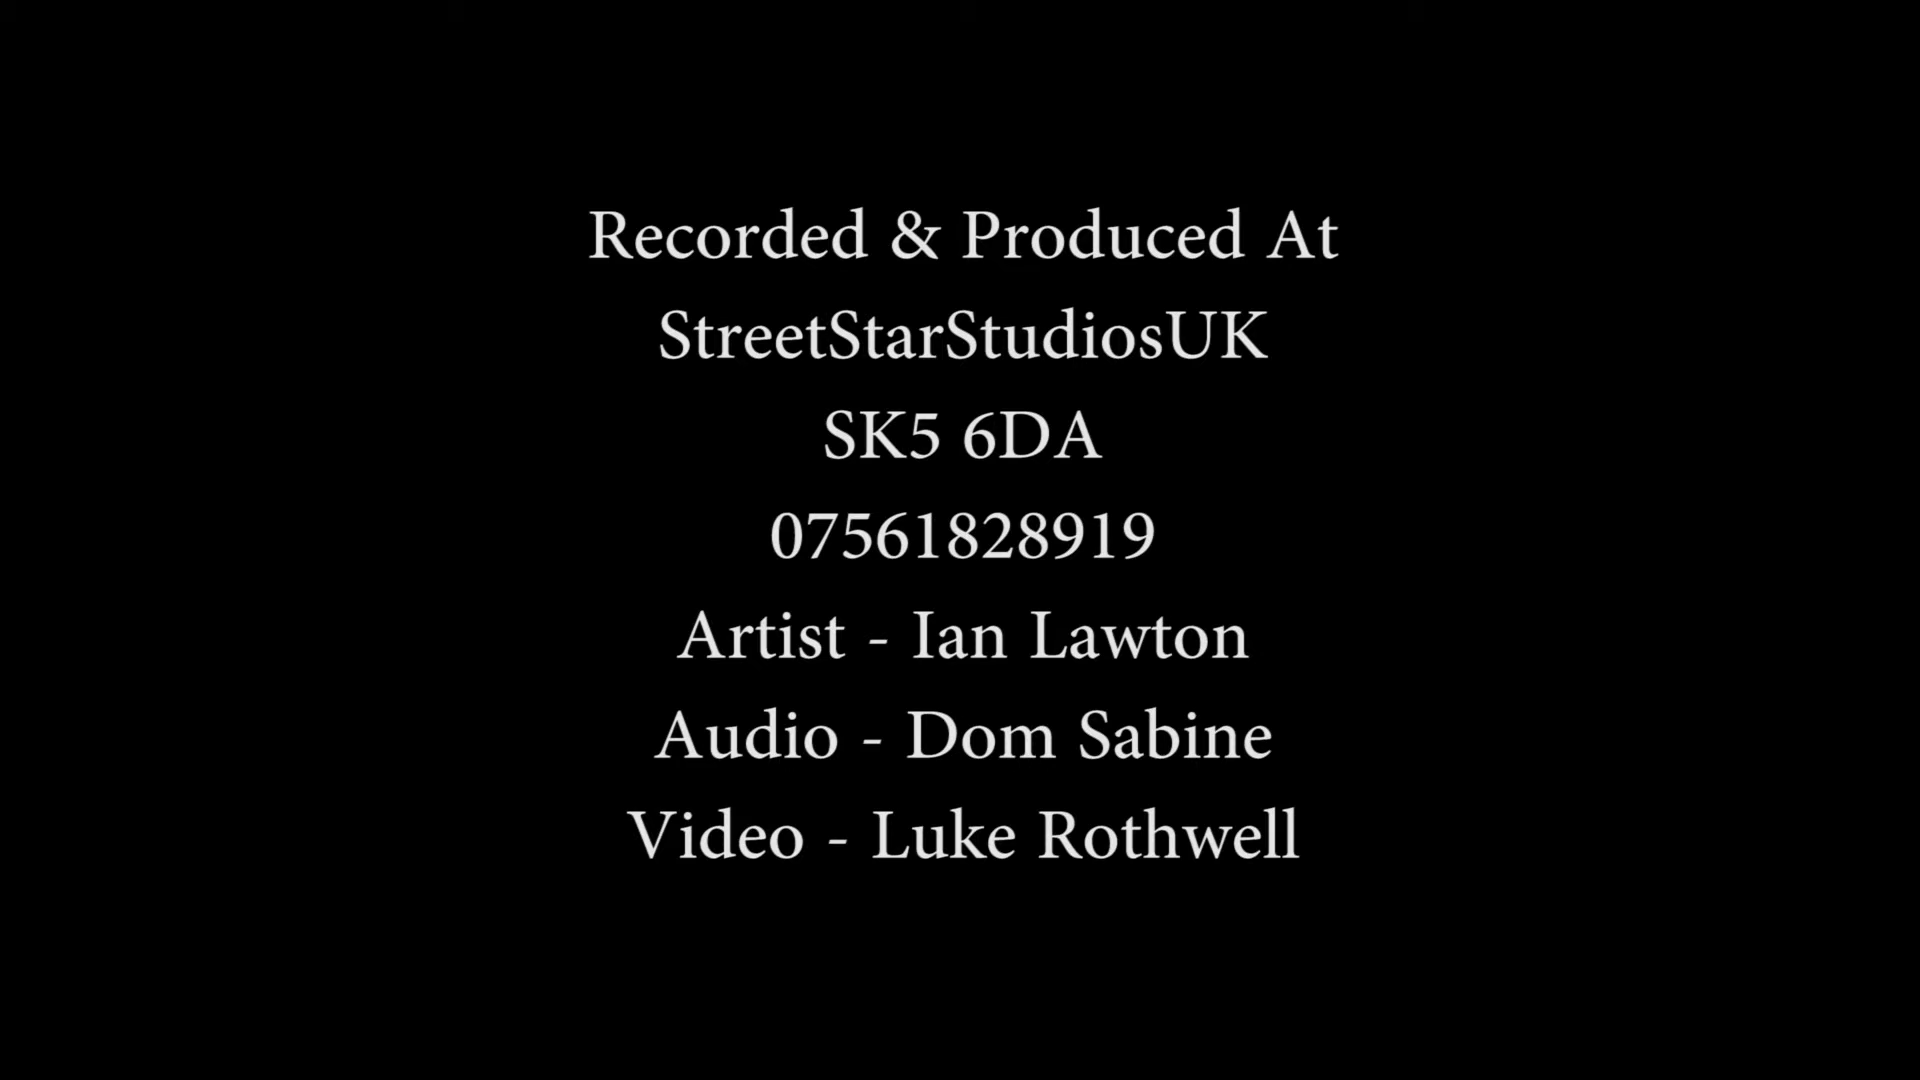 Recorded & Produced At
StreetStarStudiosUK
SK5 6DA
07561828919
Artist - Ian Lawton
Audio - Dom Sabine
Video - Luke Rothwell